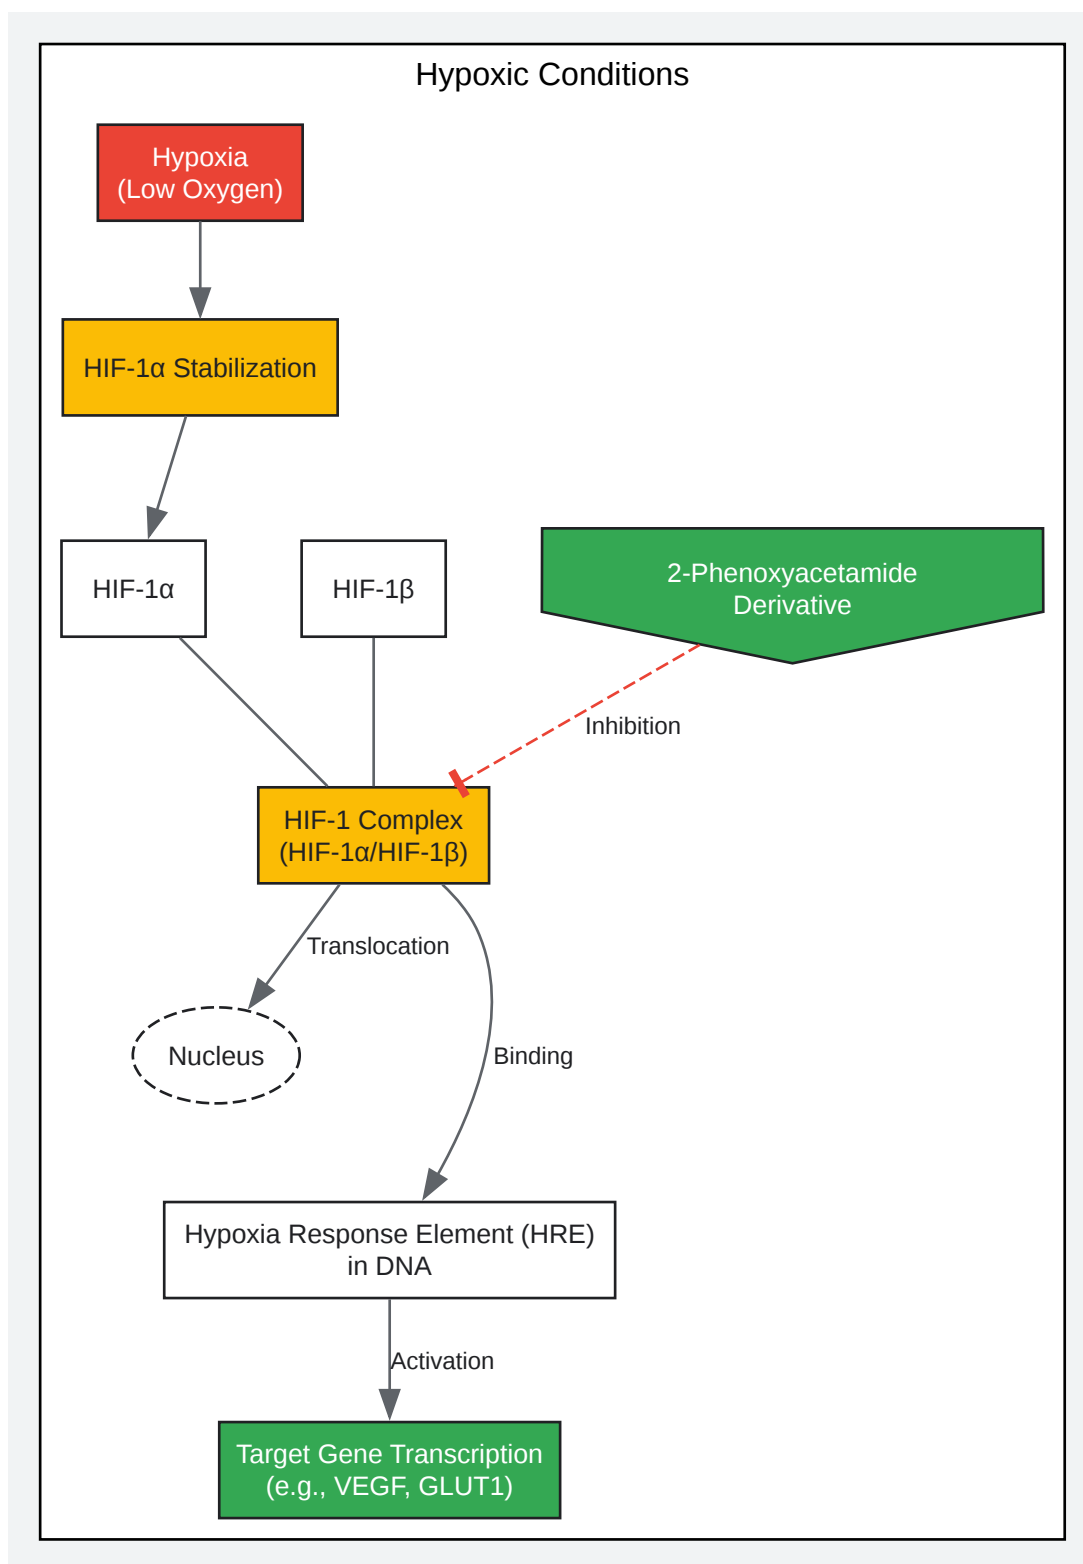 Hypoxic Conditions
Hypoxia
(Low Oxygen)
HIF-1α Stabilization
HIF-1α
HIF-1β
2-Phenoxyacetamide
Derivative
Inhibition
HIF-1 Complex
(HIF-1α/HIF-1β)
Translocation
Nucleus
Binding
Hypoxia Response Element (HRE)
in DNA
Activation
Target Gene Transcription
(e.g., VEGF, GLUT1)